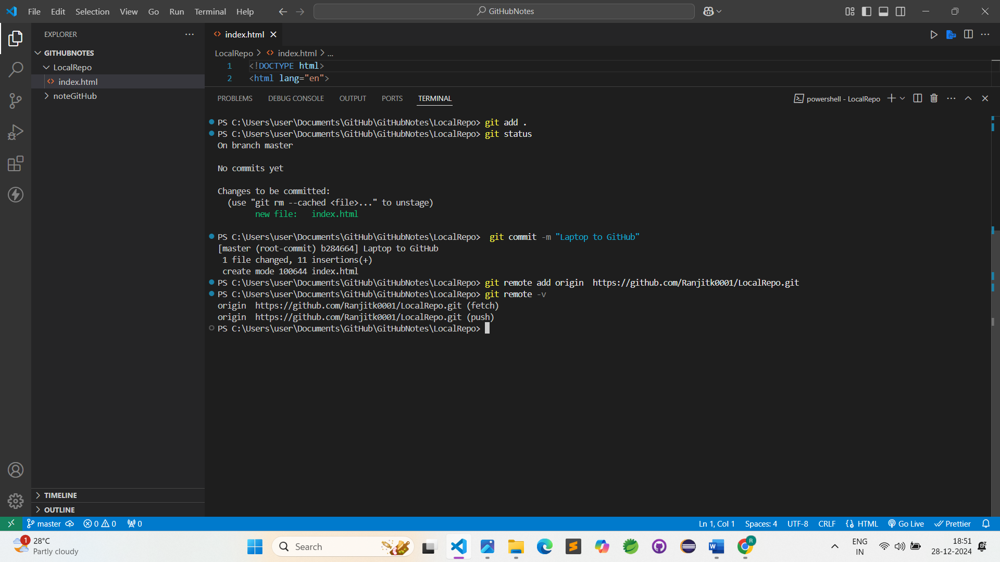 File Edit Selection View Go Run Terminal Help
GitHubNotes
EXPLORER
GITHUBNOTES
LocalRepo
index.html
noteGitHub
TIMELINE
OUTLINE
index.html
LocalRepo > index.html > ...
1 <!DOCTYPE html>
2 <html lang="en">
PROBLEMS DEBUG CONSOLE OUTPUT PORTS TERMINAL
powershell - LocalRepo
PS C:\Users\user\Documents\GitHub\GitHubNotes\LocalRepo> git add .
PS C:\Users\user\Documents\GitHub\GitHubNotes\LocalRepo> git status
On branch master
No commits yet
Changes to be committed:
(use "git rm --cached <file>..." to unstage)
new file:   index.html
PS C:\Users\user\Documents\GitHub\GitHubNotes\LocalRepo>  git commit -m "Laptop to GitHub"
[master (root-commit) b284664] Laptop to GitHub
1 file changed, 11 insertions(+)
create mode 100644 index.html
PS C:\Users\user\Documents\GitHub\GitHubNotes\LocalRepo> git remote add origin  https://github.com/Ranjitk0001/LocalRepo.git
PS C:\Users\user\Documents\GitHub\GitHubNotes\LocalRepo> git remote -v
origin  https://github.com/Ranjitk0001/LocalRepo.git (fetch)
origin  https://github.com/Ranjitk0001/LocalRepo.git (push)
PS C:\Users\user\Documents\GitHub\GitHubNotes\LocalRepo>
master 0 0 0
Ln 1, Col 1 Spaces: 4 UTF-8 CRLF {} HTML Go Live Prettier
1
28°C
Partly cloudy
Search
R
ENG
IN
18:51
28-12-2024